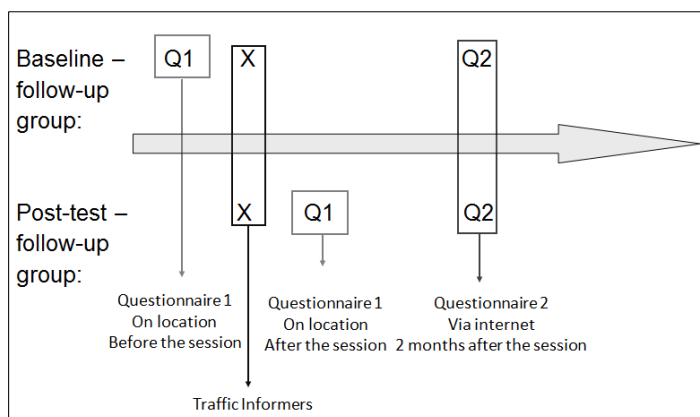 Baseline –
follow-up
group:
Q1
X
Q2
Post-test –
follow-up
group:
X
Q1
Q2
Questionnaire 1
On location
Before the session
Questionnaire 1
On location
After the session
Questionnaire 2
Via internet
2 months after the session
Traffic Informers